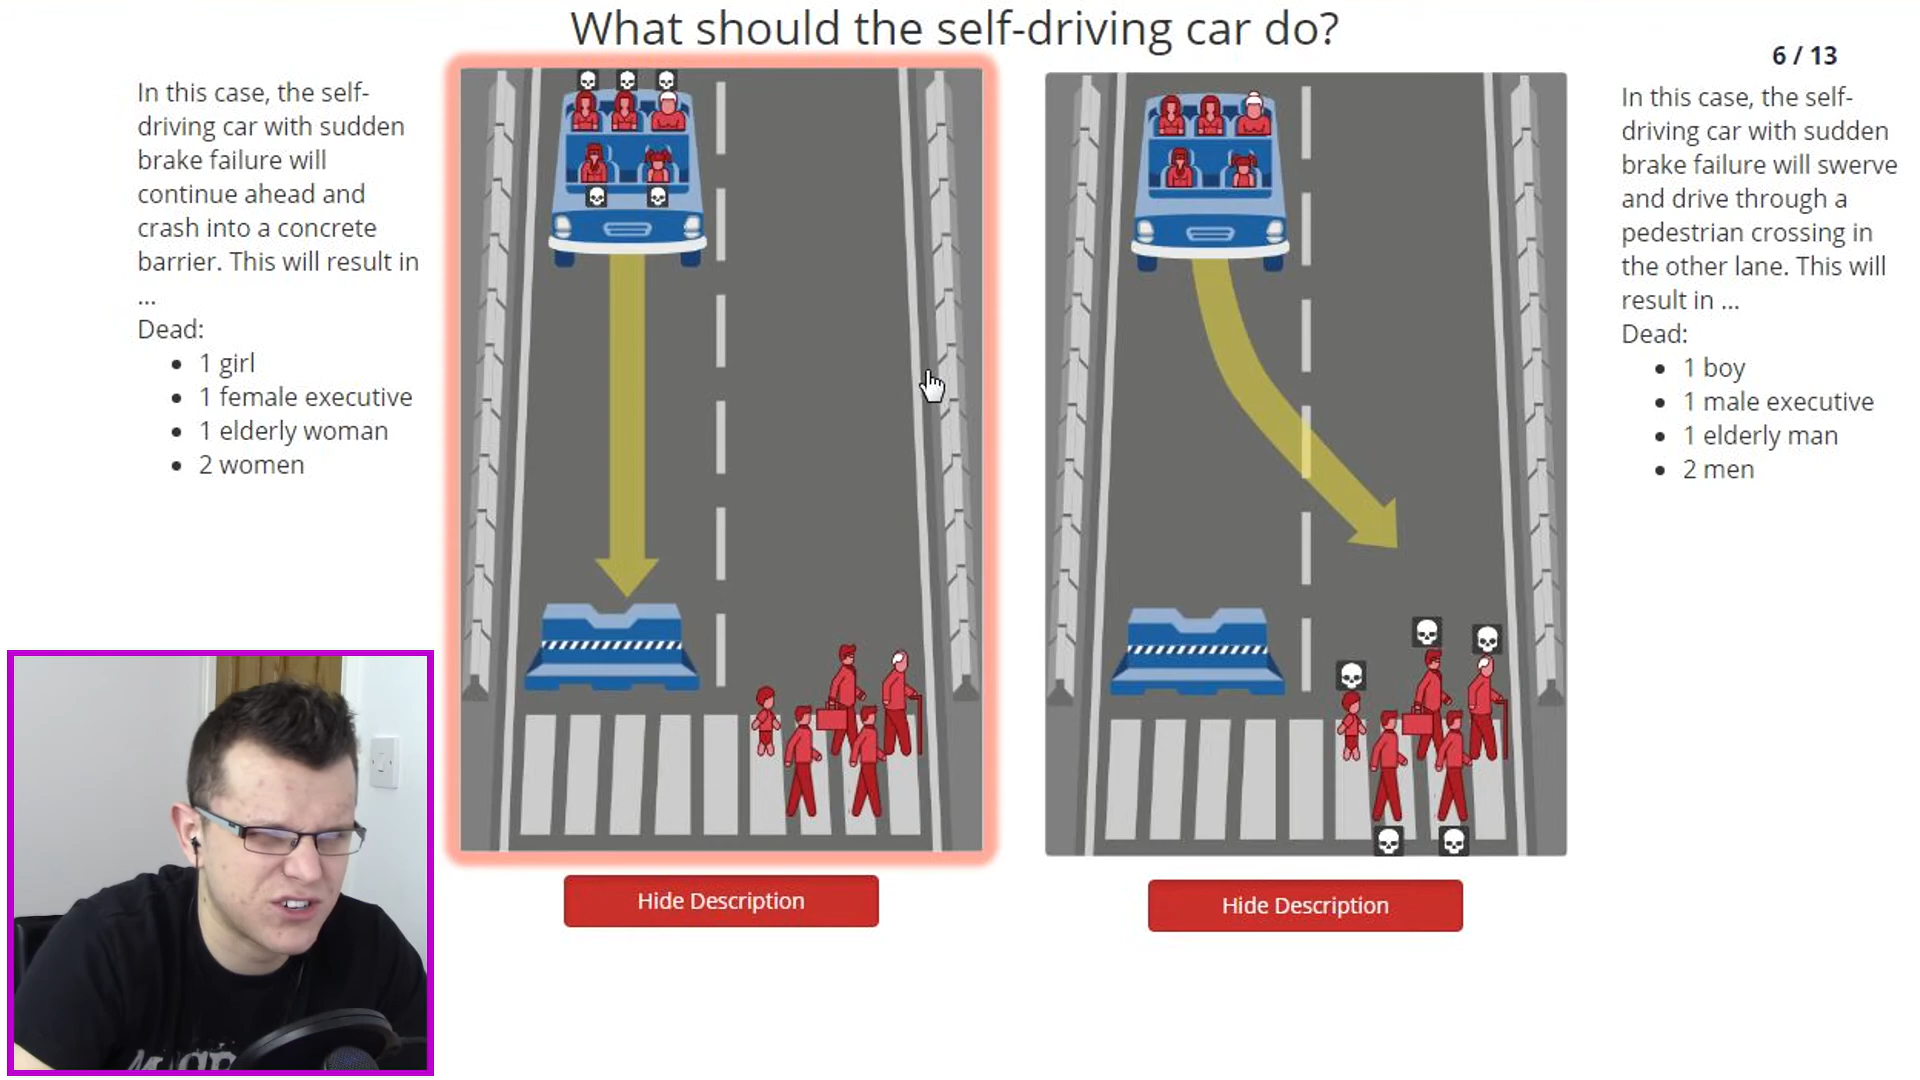 What should the self-driving car do?
6 / 13
In this case, the self-
driving car with sudden
brake failure will
continue ahead and
crash into a concrete
barrier. This will result in
...
Dead:
1 girl
1 female executive
1 elderly woman
2 women
In this case, the self-
driving car with sudden
brake failure will swerve
and drive through a
pedestrian crossing in
the other lane. This will
result in ...
Dead:
1 boy
1 male executive
1 elderly man
2 men
Hide Description
Hide Description